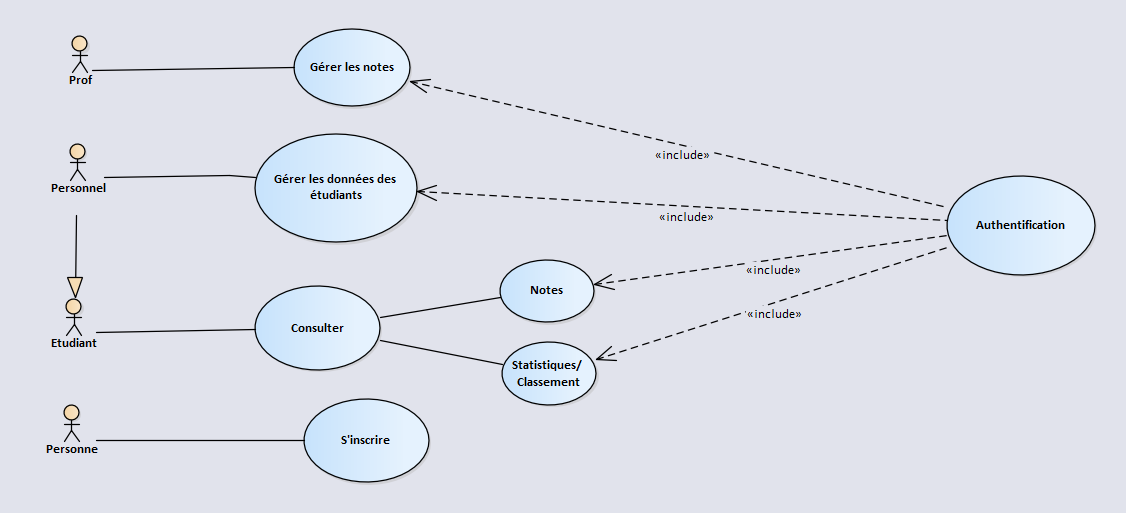 Prof
Gérer les notes
«include»
Personnel
Gérer les données des
étudiants
«include»
Authentification
Etudiant
Consulter
Notes
«include»
Statistiques/
Classement
«include»
Personne
S'inscrire